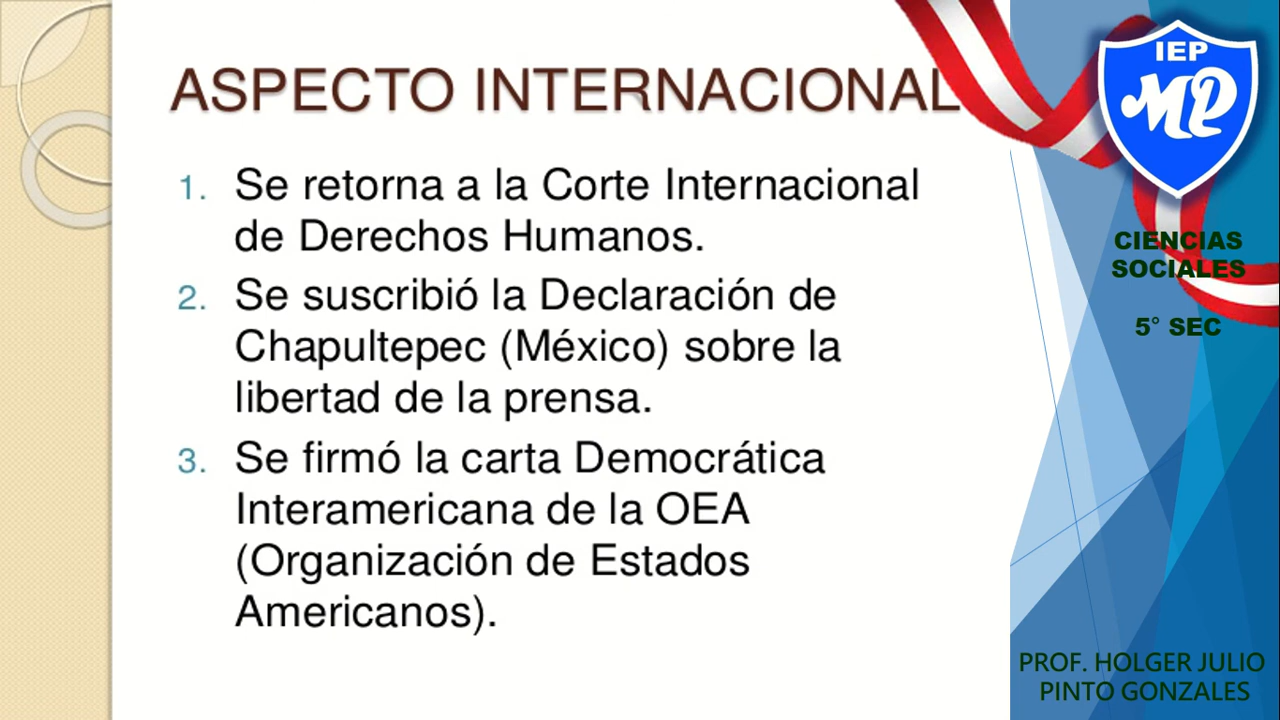 ASPECTO INTERNACIONAL
1. Se retorna a la Corte Internacional
de Derechos Humanos.
2. Se suscribió la Declaración de
Chapultepec (México) sobre la
libertad de la prensa.
3. Se firmó la carta Democrática
Interamericana de la OEA
(Organización de Estados
Americanos).
IEP
MP
CIENCIAS
SOCIALES
5° SEC
PROF. HOLGER JULIO
PINTO GONZALES